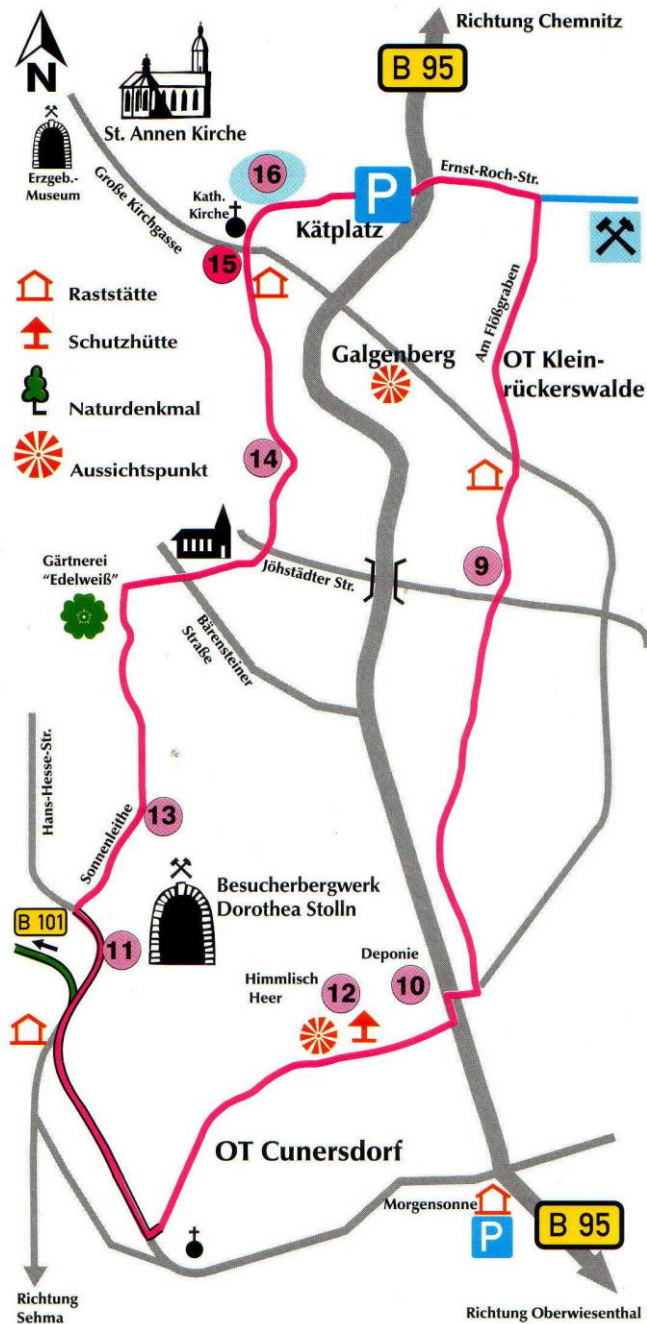 Richtung Chemnitz
B 95
N
St. Annen Kirche
Erzgeb.-
Museum
Große Kirchgasse
Kath.
Kirche
16
P
Kätplatz
Ernst-Roch-Str.
15
Raststätte
Schutzhütte
Naturdenkmal
Aussichtspunkt
Galgenberg
Am Flößgraben
OT Klein-
rückerswalde
14
9
Jöhstädter Str.
Gärtnerei
"Edelweiß"
Bärensteiner
Straße
Hans-Hesse-Str.
Sonnenleithe
13
Besucherbergwerk
Dorothea Stolln
B 101
11
Deponie
10
Himmlisch
Heer
12
OT Cunersdorf
Morgensonne
P
B 95
Richtung
Sehma
Richtung Oberwiesenthal